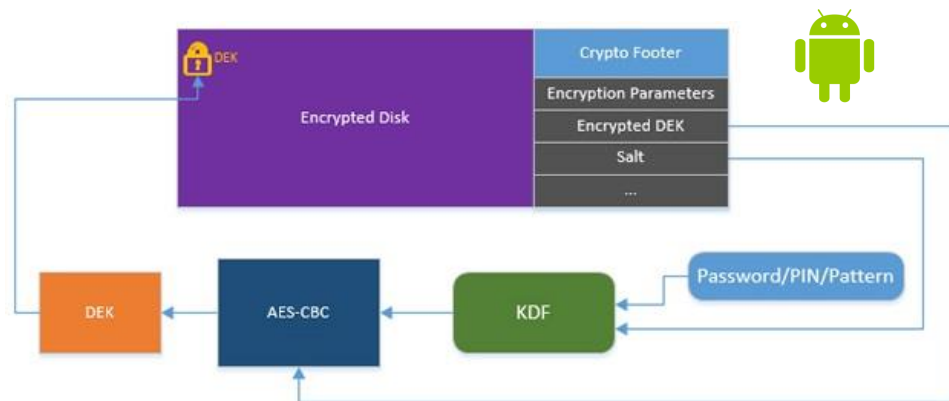 DEK
Encrypted Disk
Crypto Footer
Encryption Parameters
Encrypted DEK
Salt
...
Password/PIN/Pattern
DEK
AES-CBC
KDF